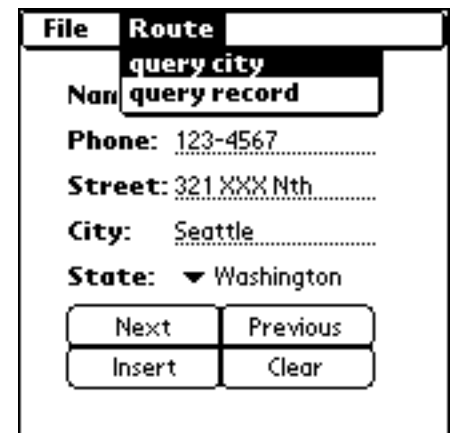 File Route
query city
Nam query record
Phone: 123-4567
Street: 321 XXX Nth
City: Seattle
State: Washington
Next Previous
Insert Clear